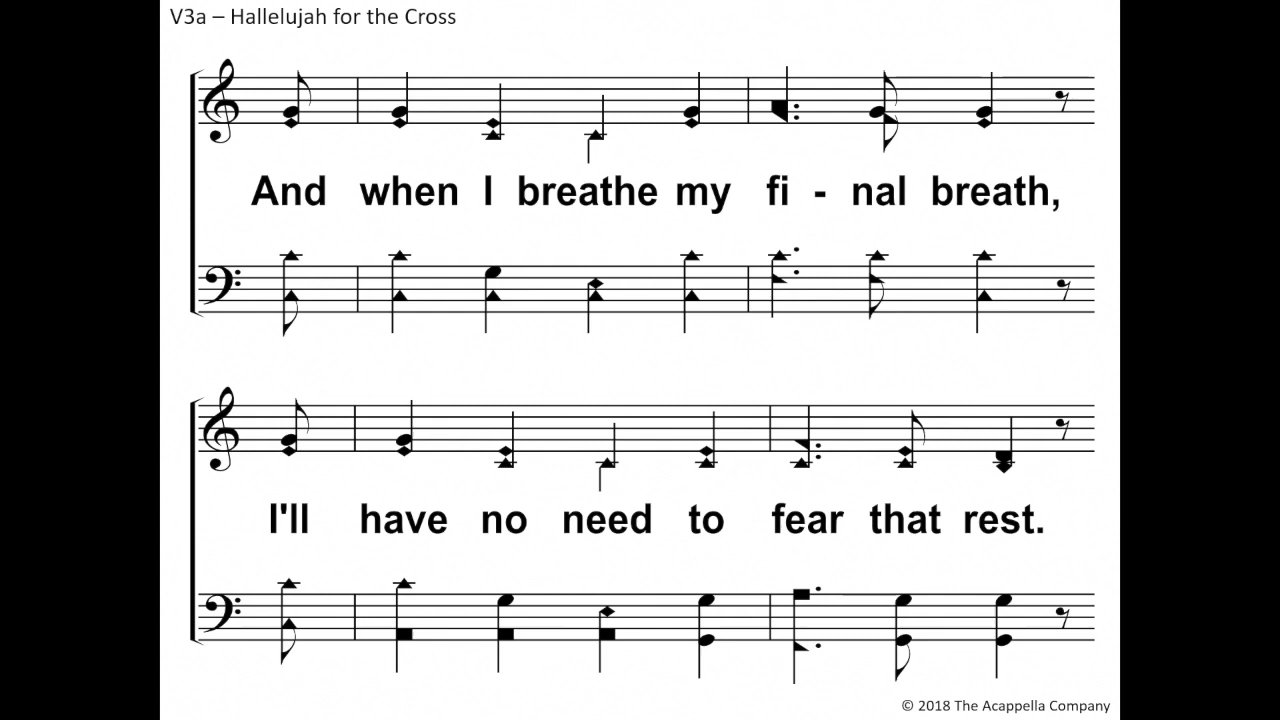 V3a – Hallelujah for the Cross
And when I breathe my fi - nal breath,
I'll have no need to fear that rest.
© 2018 The Acappella Company